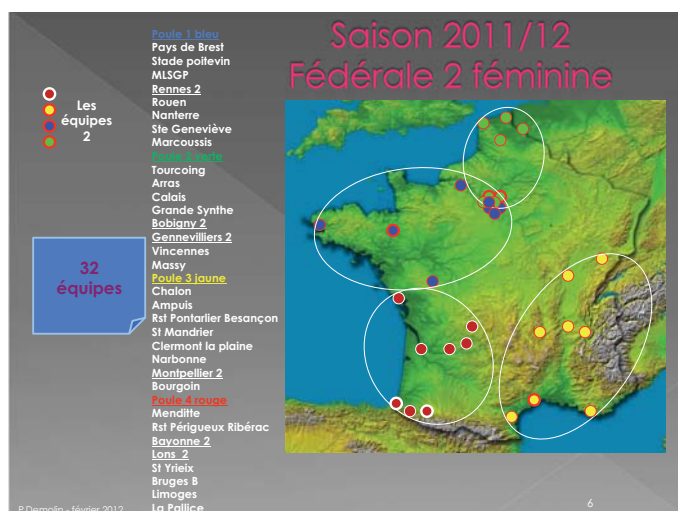 Saison 2011/12
Fédérale 2 féminine
Les
équipes
2
32
équipes
Poule 1 bleu
Pays de Brest
Stade poitevin
MLSGP
Rennes 2
Rouen
Nanterre
Ste Geneviève
Marcoussis
Poule 2 verte
Tourcoing
Arras
Calais
Grande Synthe
Bobigny 2
Gennevilliers 2
Vincennes
Massy
Poule 3 jaune
Chalon
Ampuis
Rst Pontarlier Besançon
St Mandrier
Clermont la plaine
Narbonne
Montpellier 2
Bourgoin
Poule 4 rouge
Menditte
Rst Périgueux Ribérac
Bayonne 2
Lons 2
St Yrieix
Bruges B
Limoges
La Pallice
P Demolin - février 2012
6